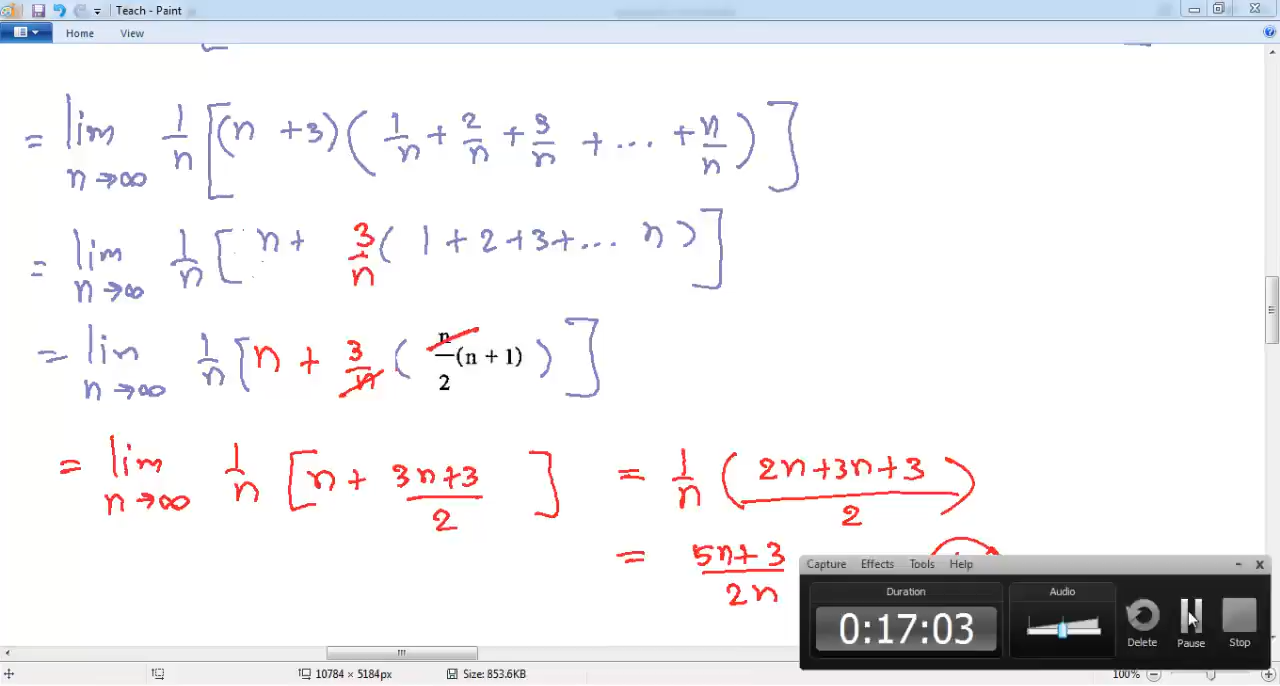 Teach - Paint
Home View
= lim n→∞ 1/n [(n +3)(1/n + 2/n + 3/n + ... + n/n)]
= lim n→∞ 1/n [n + 3/n (1 + 2 + 3 + ... n)]
= lim n→∞ 1/n [n + 3/n (n/2 (n + 1))]
= lim n→∞ 1/n [n + 3n+3/2] = 1/n (2n+3n+3/2)
= 5n+3/2n
Capture Effects Tools Help
Duration Audio
0:17:03
Delete Pause Stop
10784 × 5184px Size: 853.6KB 100%